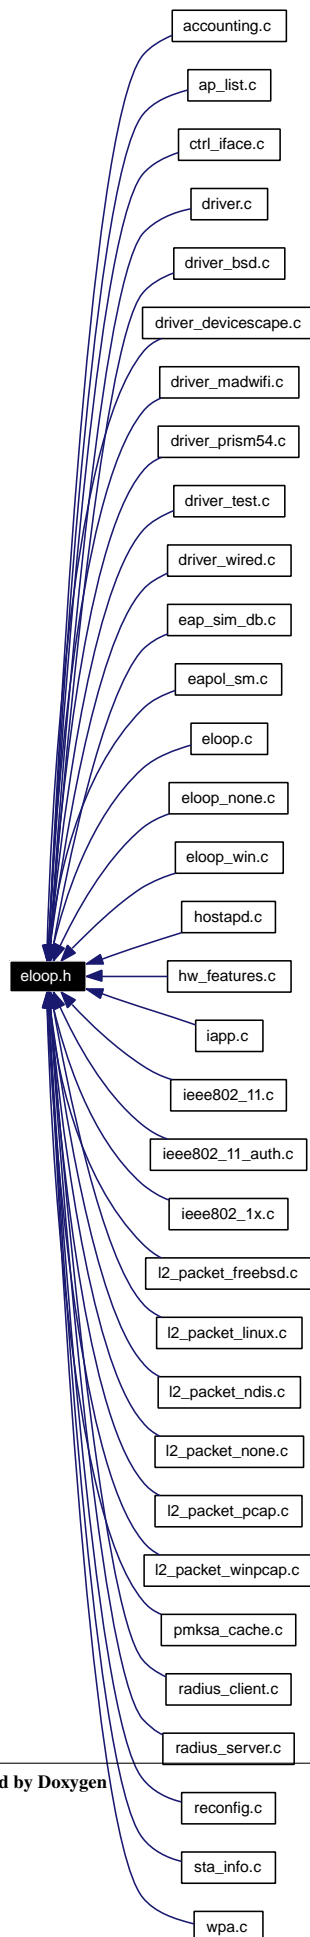 accounting.c
ap_list.c
ctrl_iface.c
driver.c
driver_bsd.c
driver_devicescape.c
driver_madwifi.c
driver_prism54.c
driver_test.c
driver_wired.c
eap_sim_db.c
eapol_sm.c
eloop.c
eloop_none.c
eloop_win.c
hostapd.c
eloop.h
hw_features.c
iapp.c
ieee802_11.c
ieee802_11_auth.c
ieee802_1x.c
l2_packet_freebsd.c
l2_packet_linux.c
l2_packet_ndis.c
l2_packet_none.c
l2_packet_pcap.c
l2_packet_winpcap.c
pmksa_cache.c
radius_client.c
radius_server.c
d by Doxygen
reconfig.c
sta_info.c
wpa.c